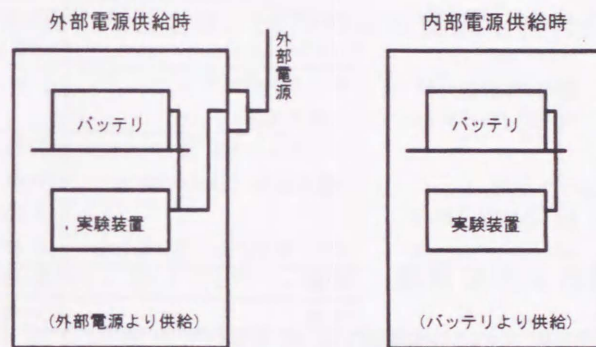 外部電源供給時
外部電源
バッテリ
実験装置
(外部電源より供給)
内部電源供給時
バッテリ
実験装置
(バッテリより供給)